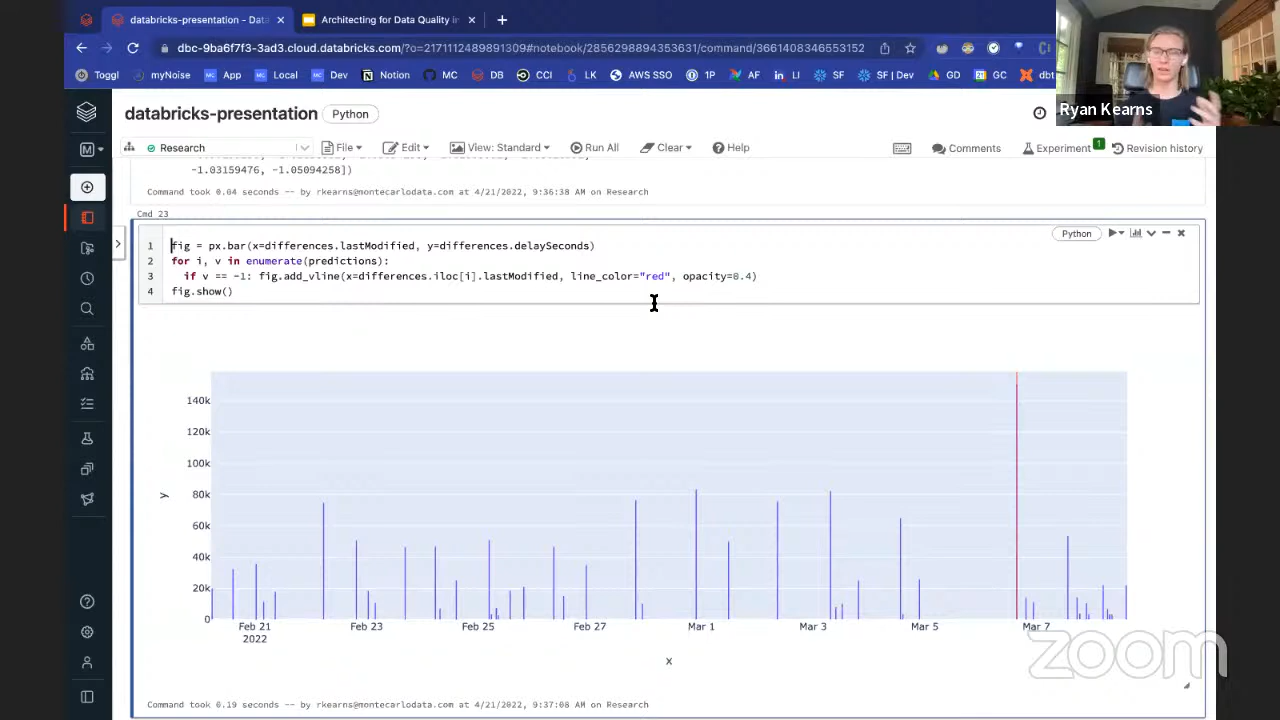 databricks-presentation - Dat
Architecting for Data Quality in
dbc-9ba6f7f3-3ad3.cloud.databricks.com/?o=2171112489891309#notebook/2856298894353631/command/3661408346553152
Toggl myNoise MC App MC Local MC Dev Notion MC DB CCI LK AWS SSO 1P AF LI SF SF | Dev GD GC dbt
Ryan Kearns
databricks-presentation Python
M Research File Edit View: Standard Run All Clear Help Comments Experiment 1 Revision history
-1.03159476, -1.05094258])
Command took 0.04 seconds -- by rkearns@montecarlodata.com at 4/21/2022, 9:36:38 AM on Research
Cmd 23
Python
1 fig = px.bar(x=differences.lastModified, y=differences.delaySeconds)
2 for i, v in enumerate(predictions):
3 if v == -1: fig.add_vline(x=differences.iloc[i].lastModified, line_color="red", opacity=0.4)
4 fig.show()
140k
120k
100k
80k
y
60k
40k
20k
0
Feb 21 Feb 23 Feb 25 Feb 27 Mar 1 Mar 3 Mar 5 Mar 7
2022
x
zoom
Command took 0.19 seconds -- by rkearns@montecarlodata.com at 4/21/2022, 9:37:08 AM on Research